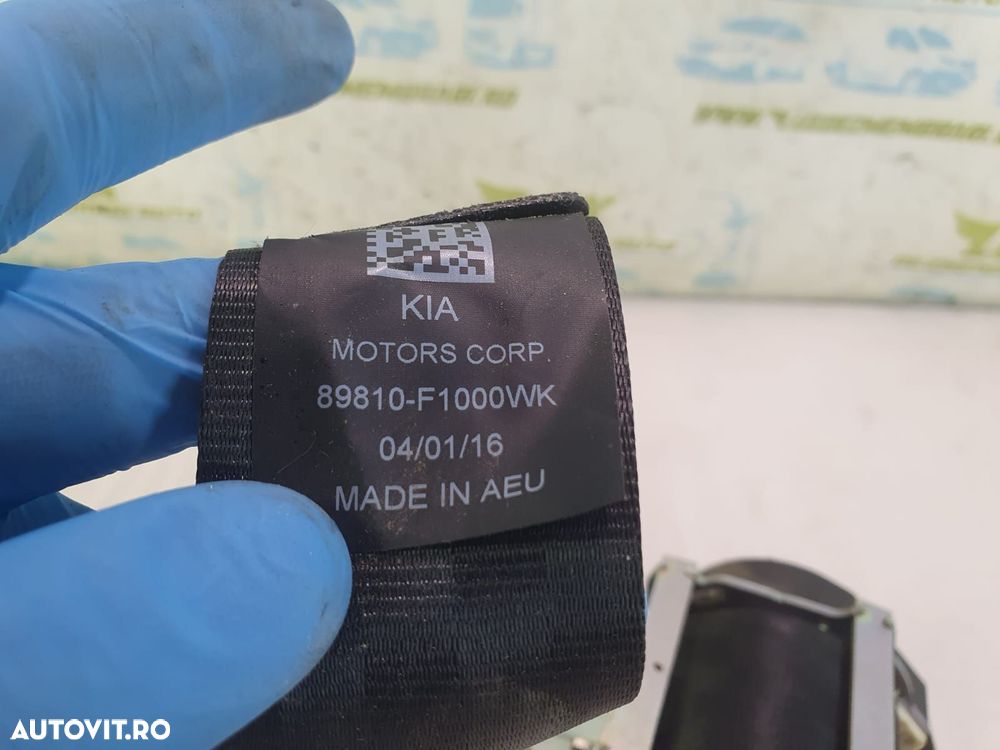 KIA
MOTORS CORP.
89810-F1000WK
04/01/16
MADE IN AEU
AUTOVIT.RO